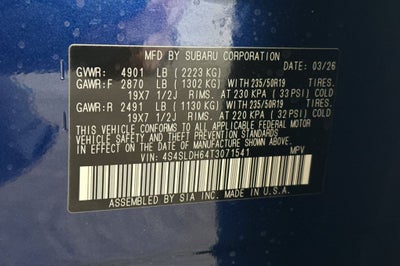 MFD BY SUBARU CORPORATION
DATE: 03/26
GVWR: 4901 LB (2223 KG)
GAWR:F 2870 LB (1302 KG) WITH 235/50R19 TIRES.
19X7 1/2J RIMS. AT 230 KPA (33 PSI) COLD
GAWR:R 2491 LB (1130 KG) WITH 235/50R19 TIRES.
19X7 1/2J RIMS. AT 220 KPA (32 PSI) COLD
THIS VEHICLE CONFORMS TO ALL APPLICABLE FEDERAL MOTOR
VEHICLE SAFETY AND THEFT PREVENTION STANDARDS
IN EFFECT ON THE DATE OF MANUFACTURE SHOWN ABOVE.
VIN: 4S4SLDH64T3071541 MPV
ASSEMBLED BY SIA INC. MADE IN U.S.A.